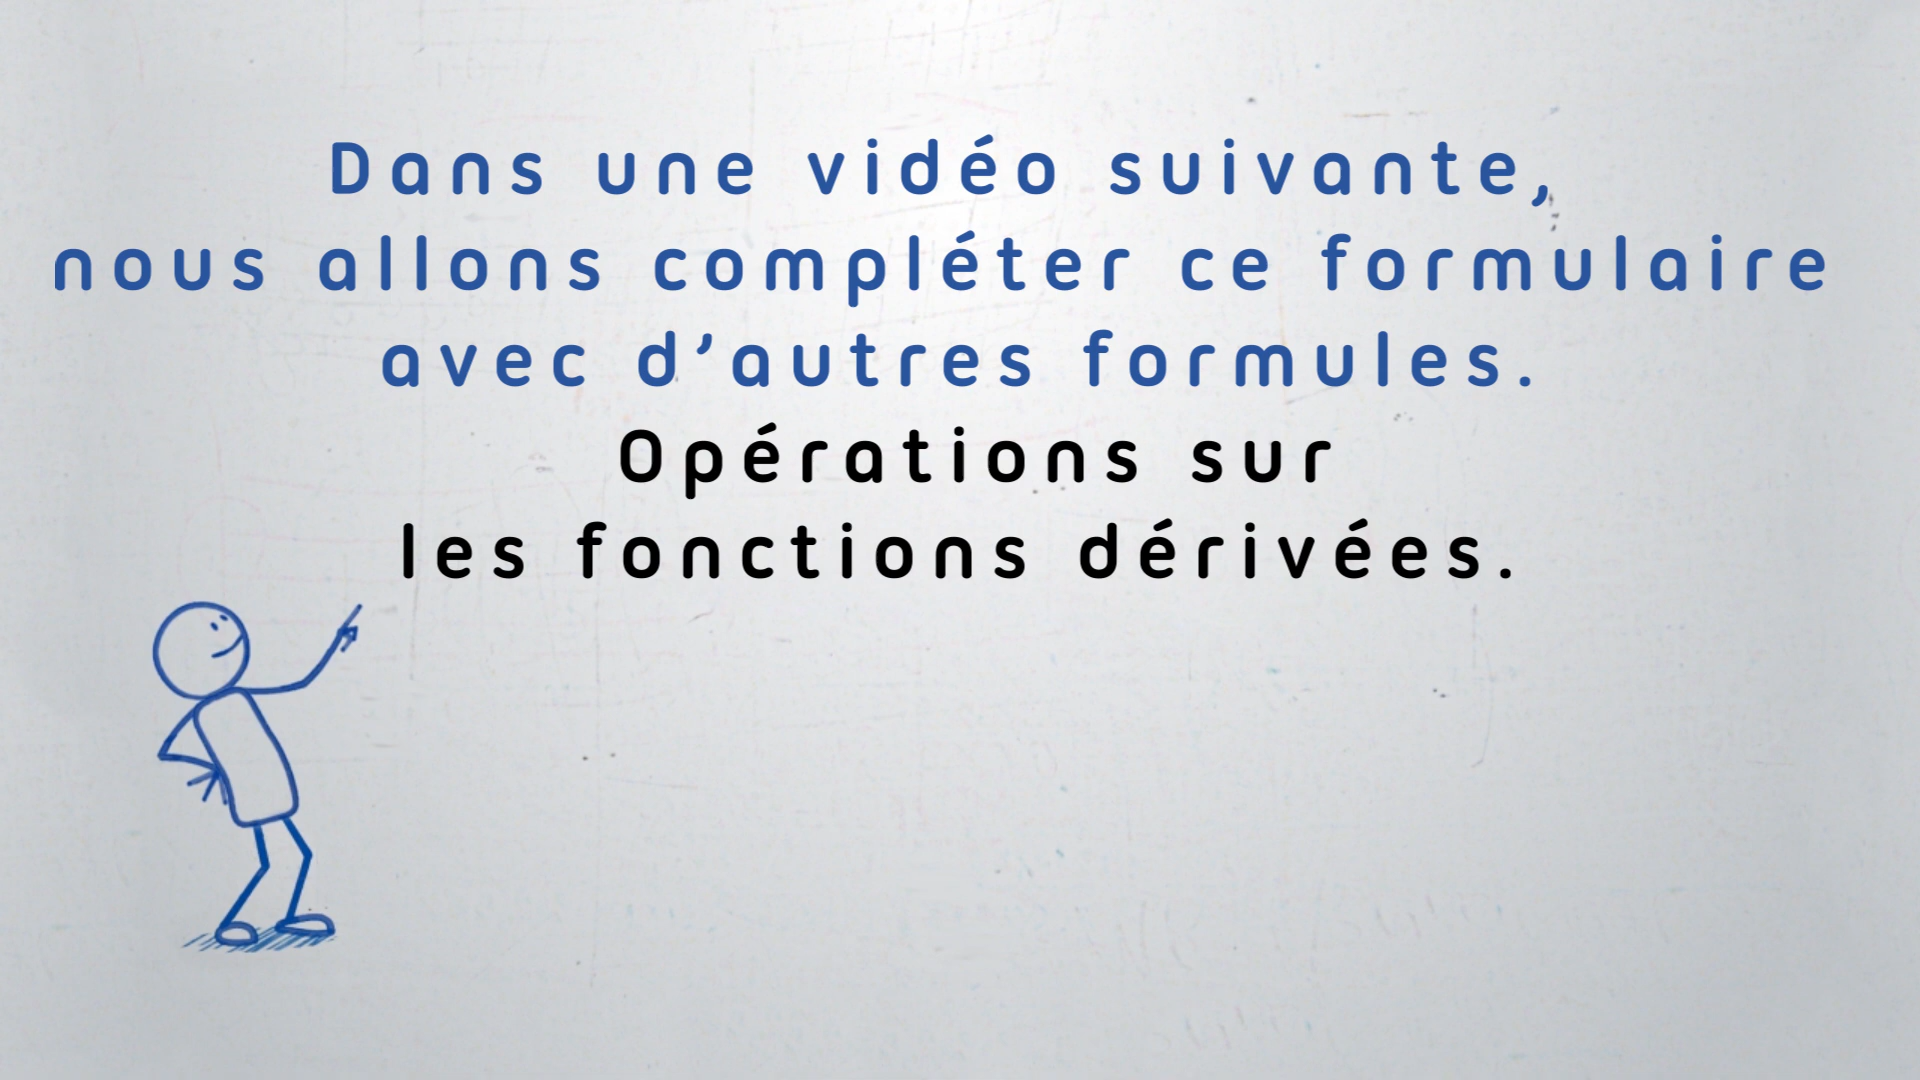 Dans une vidéo suivante,
nous allons compléter ce formulaire
avec d’autres formules.
Opérations sur
les fonctions dérivées.